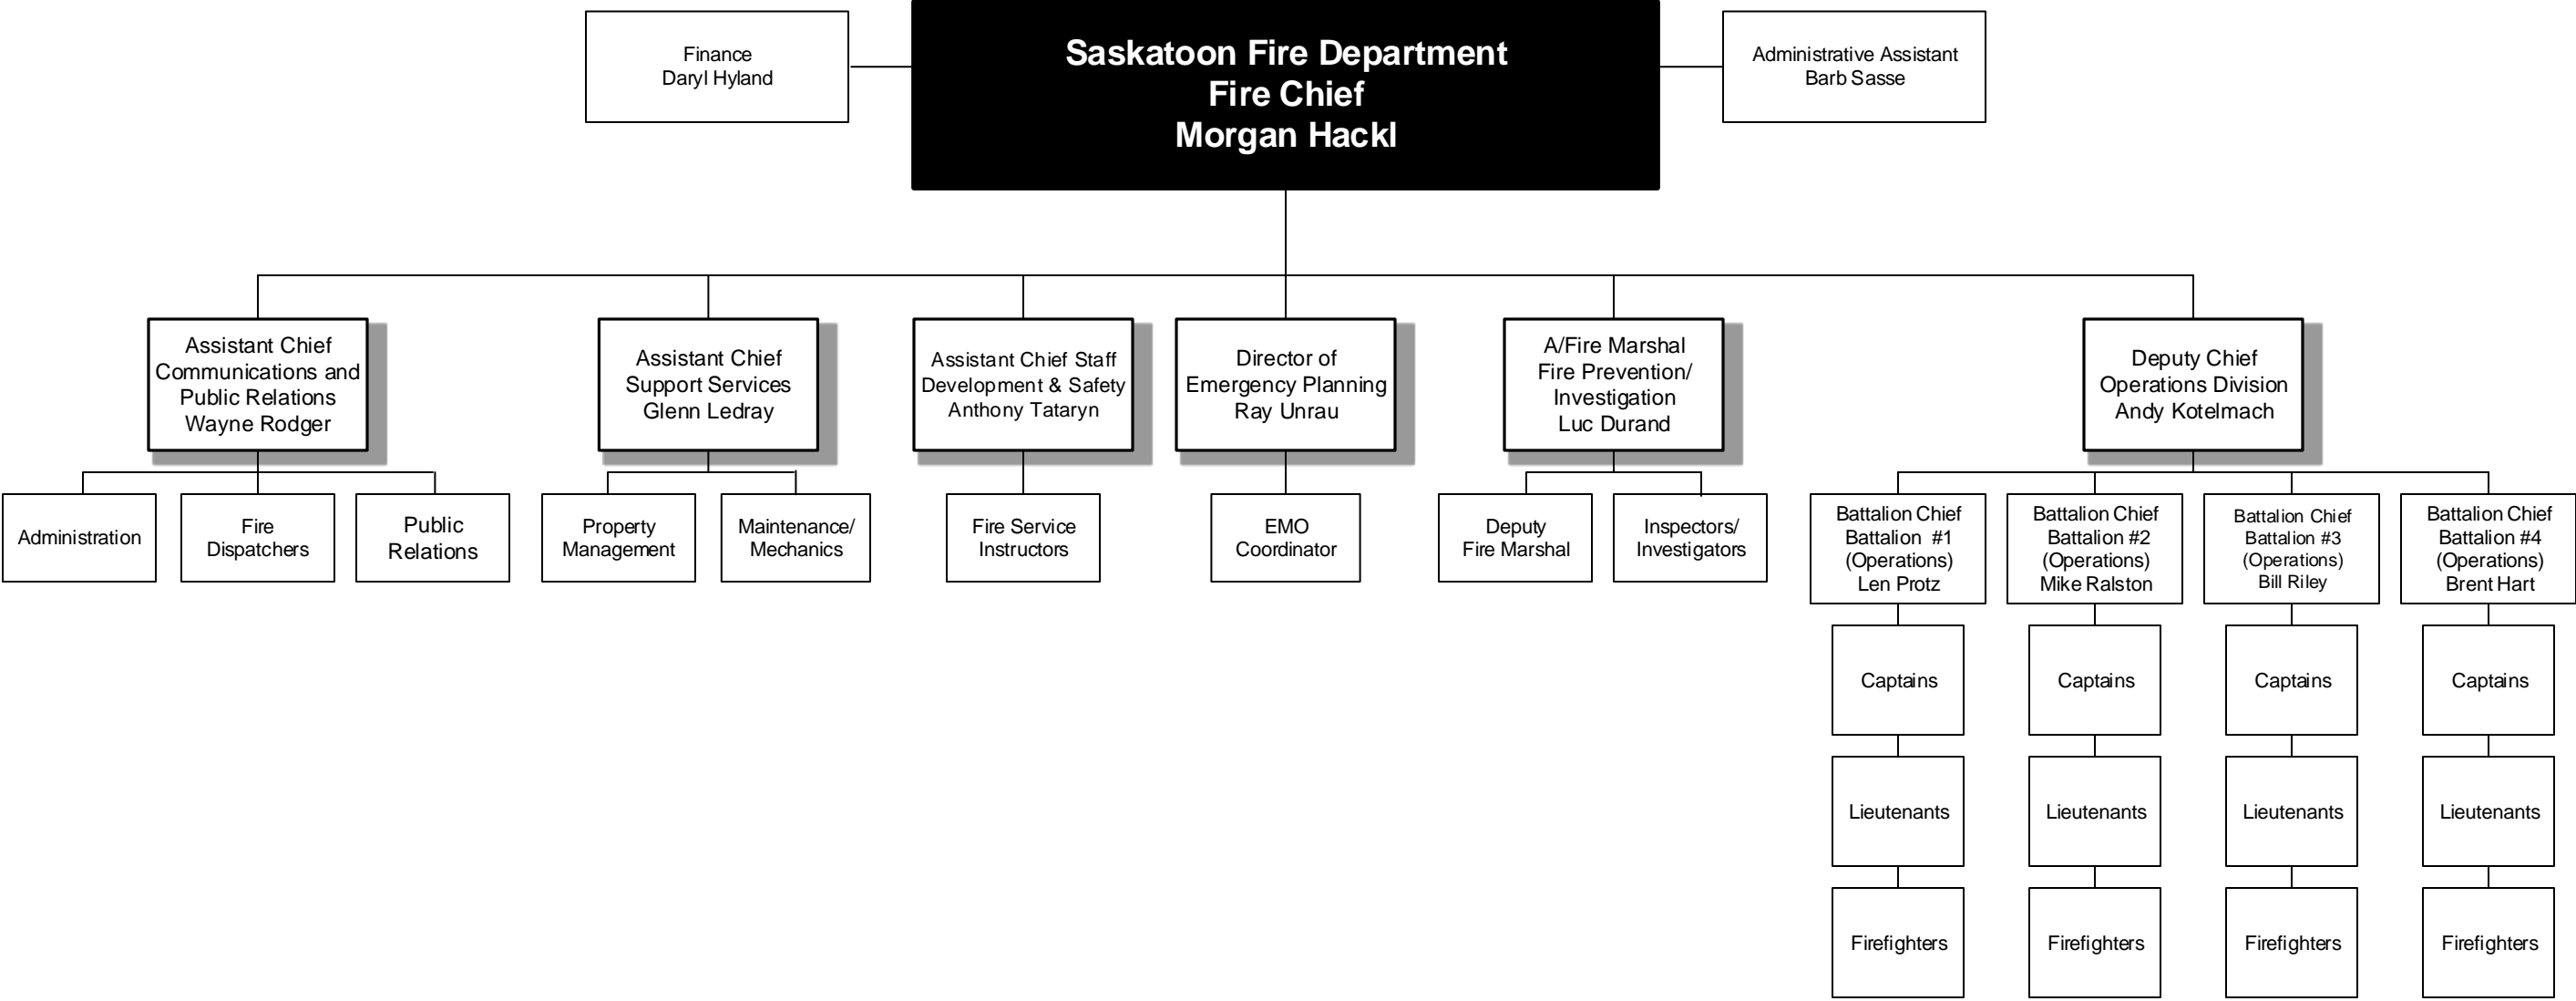 Finance
Daryl Hyland
Saskatoon Fire Department
Fire Chief
Morgan Hackl
Administrative Assistant
Barb Sasse
Assistant Chief
Communications and
Public Relations
Wayne Rodger
Assistant Chief
Support Services
Glenn Ledray
Assistant Chief Staff
Development & Safety
Anthony Tataryn
Director of
Emergency Planning
Ray Unrau
A/Fire Marshal
Fire Prevention/
Investigation
Luc Durand
Deputy Chief
Operations Division
Andy Kotelmach
Administration
Fire
Dispatchers
Public
Relations
Property
Management
Maintenance/
Mechanics
Fire Service
Instructors
EMO
Coordinator
Deputy
Fire Marshal
Inspectors/
Investigators
Battalion Chief
Battalion #1
(Operations)
Len Protz
Battalion Chief
Battalion #2
(Operations)
Mike Ralston
Battalion Chief
Battalion #3
(Operations)
Bill Riley
Battalion Chief
Battalion #4
(Operations)
Brent Hart
Captains
Captains
Captains
Captains
Lieutenants
Lieutenants
Lieutenants
Lieutenants
Firefighters
Firefighters
Firefighters
Firefighters